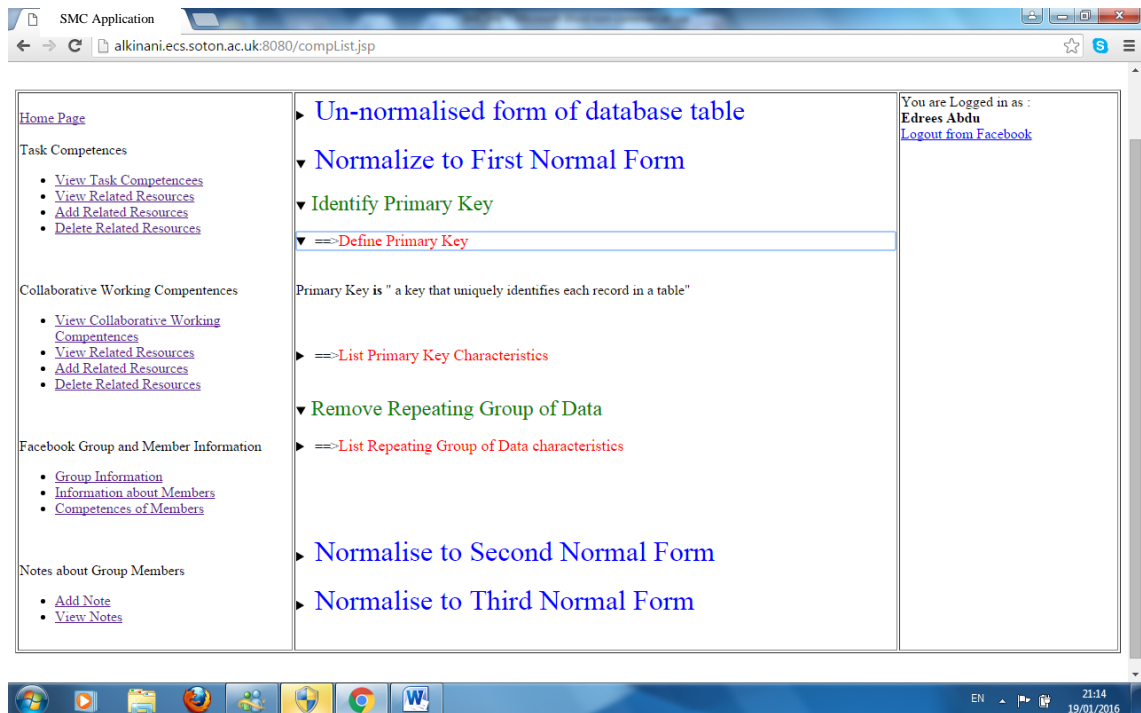 SMC Application
alkinani.ecs.soton.ac.uk:8080/compList.jsp
Home Page
Task Competences
View Task Competencees
View Related Resources
Add Related Resources
Delete Related Resources
Collaborative Working Compentences
View Collaborative Working
Compentences
View Related Resources
Add Related Resources
Delete Related Resources
Facebook Group and Member Information
Group Information
Information about Members
Competences of Members
Notes about Group Members
Add Note
View Notes
Un-normalised form of database table
Normalize to First Normal Form
Identify Primary Key
==>Define Primary Key
Primary Key is " a key that uniquely identifies each record in a table"
==>List Primary Key Characteristics
Remove Repeating Group of Data
==>List Repeating Group of Data characteristics
Normalise to Second Normal Form
Normalise to Third Normal Form
You are Logged in as :
Edrees Abdu
Logout from Facebook
EN
21:14
19/01/2016